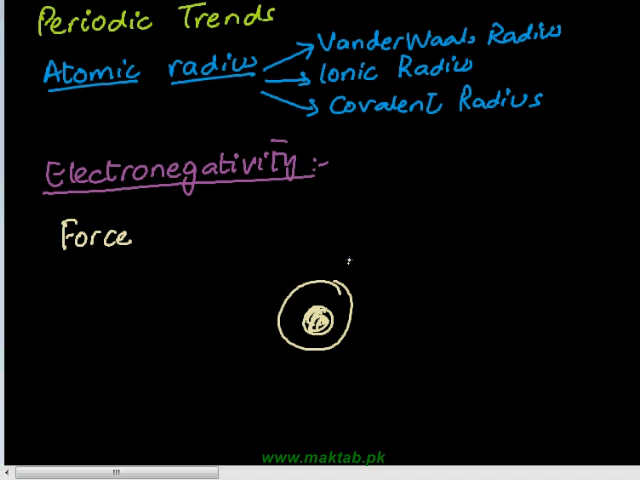 Periodic Trends
Atomic radius
VanderWaals Radius
Ionic Radius
Covalent Radius
Electronegativity :-
Force
www.maktab.pk